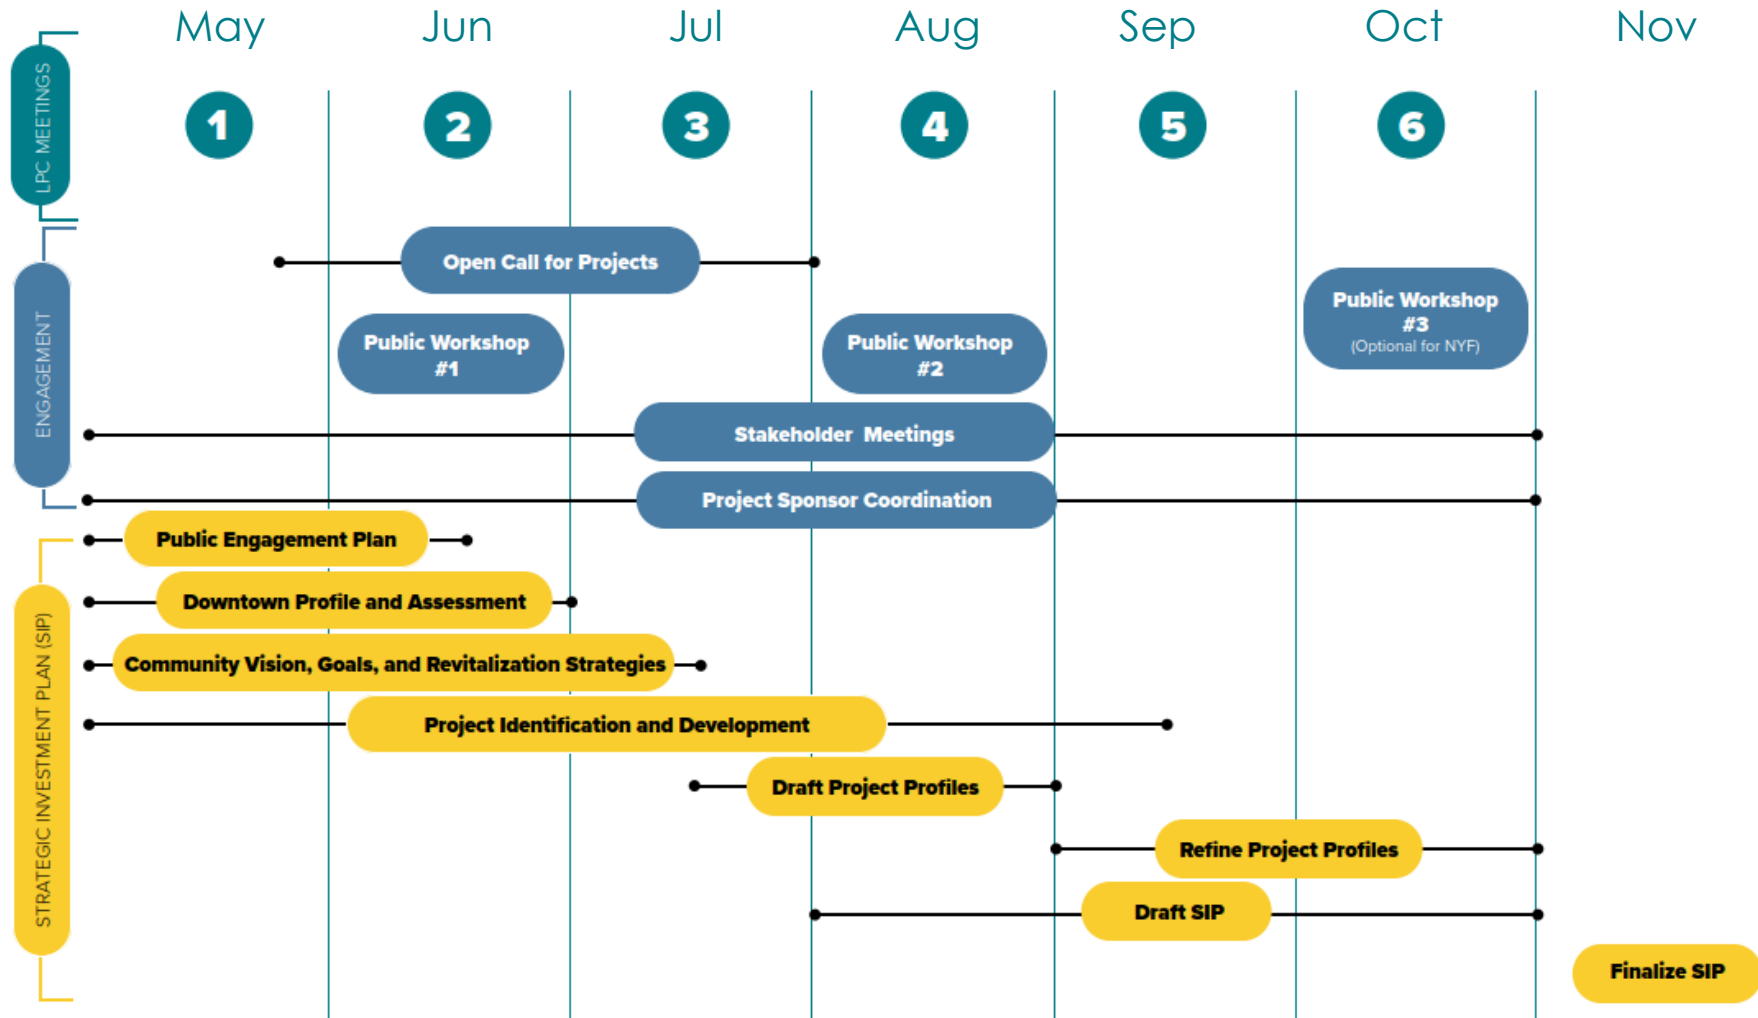 May Jun Jul Aug Sep Oct Nov
LPC MEETINGS
1 2 3 4 5 6
ENGAGEMENT
Open Call for Projects
Public Workshop
#1
Public Workshop
#2
Public Workshop
#3
(Optional for NYF)
Stakeholder Meetings
Project Sponsor Coordination
STRATEGIC INVESTMENT PLAN (SIP)
Public Engagement Plan
Downtown Profile and Assessment
Community Vision, Goals, and Revitalization Strategies
Project Identification and Development
Draft Project Profiles
Refine Project Profiles
Draft SIP
Finalize SIP